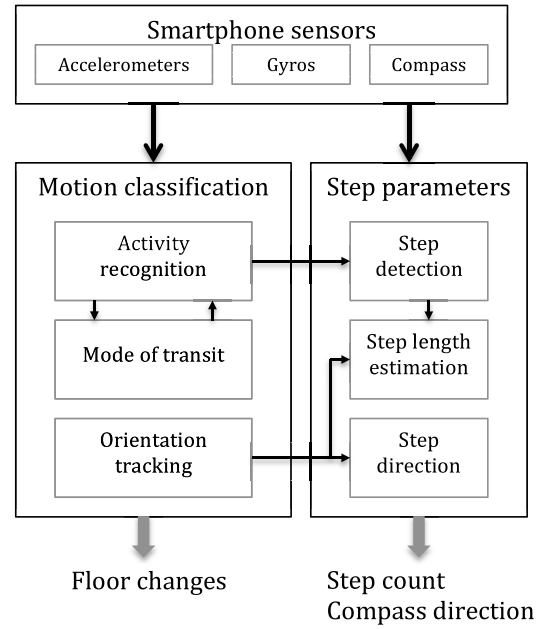 Smartphone sensors
Accelerometers
Gyros
Compass
Motion classification
Activity
recognition
Mode of transit
Orientation
tracking
Step parameters
Step
detection
Step length
estimation
Step
direction
Floor changes
Step count
Compass direction